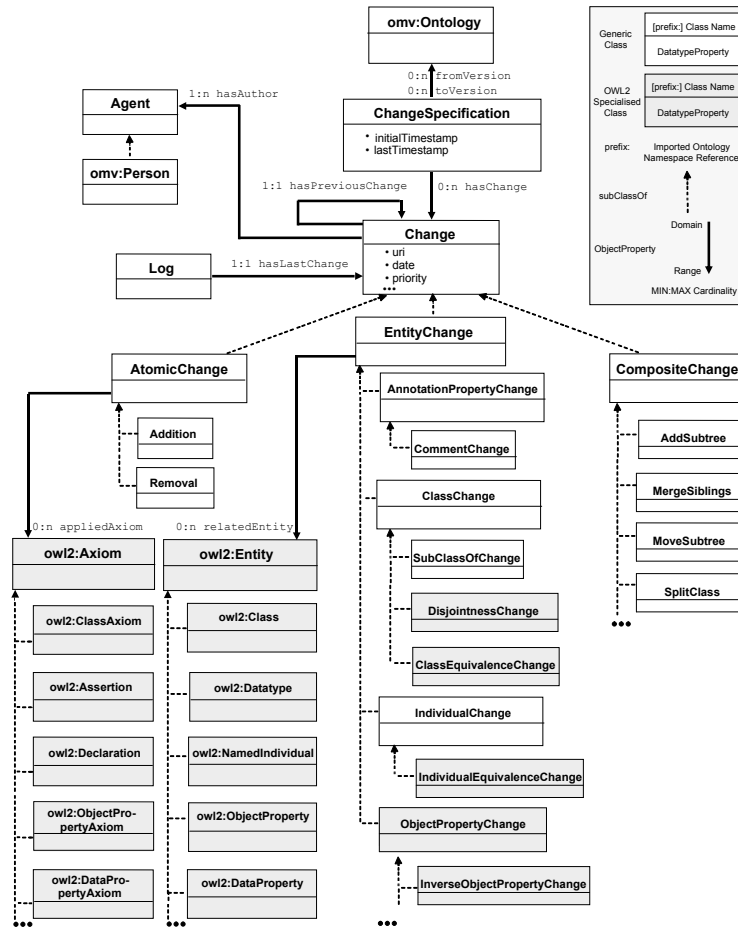 omv:Ontology
0:n fromVersion
0:n toVersion
1:n hasAuthor
Agent
omv:Person
ChangeSpecification
• initialTimestamp
• lastTimestamp
1:1 hasPreviousChange
0:n hasChange
Change
• uri
• date
• priority
•••
Log
1:1 hasLastChange
[prefix:] Class Name
Generic
Class
DatatypeProperty
OWL2
Specialised
Class
[prefix:] Class Name
DatatypeProperty
prefix:
Imported Ontology
Namespace Reference
subClassOf
Domain
ObjectProperty
Range
MIN:MAX Cardinality
AtomicChange
Addition
Removal
0:n appliedAxiom
EntityChange
0:n relatedEntity
CompositeChange
AddSubtree
MergeSiblings
MoveSubtree
SplitClass
•••
AnnotationPropertyChange
CommentChange
ClassChange
SubClassOfChange
DisjointnessChange
ClassEquivalenceChange
IndividualChange
IndividualEquivalenceChange
ObjectPropertyChange
InverseObjectPropertyChange
•••
owl2:Axiom
owl2:ClassAxiom
owl2:Assertion
owl2:Declaration
owl2:ObjectPro-
pertyAxiom
owl2:DataPro-
pertyAxiom
•••
owl2:Entity
owl2:Class
owl2:Datatype
owl2:NamedIndividual
owl2:ObjectProperty
owl2:DataProperty
•••